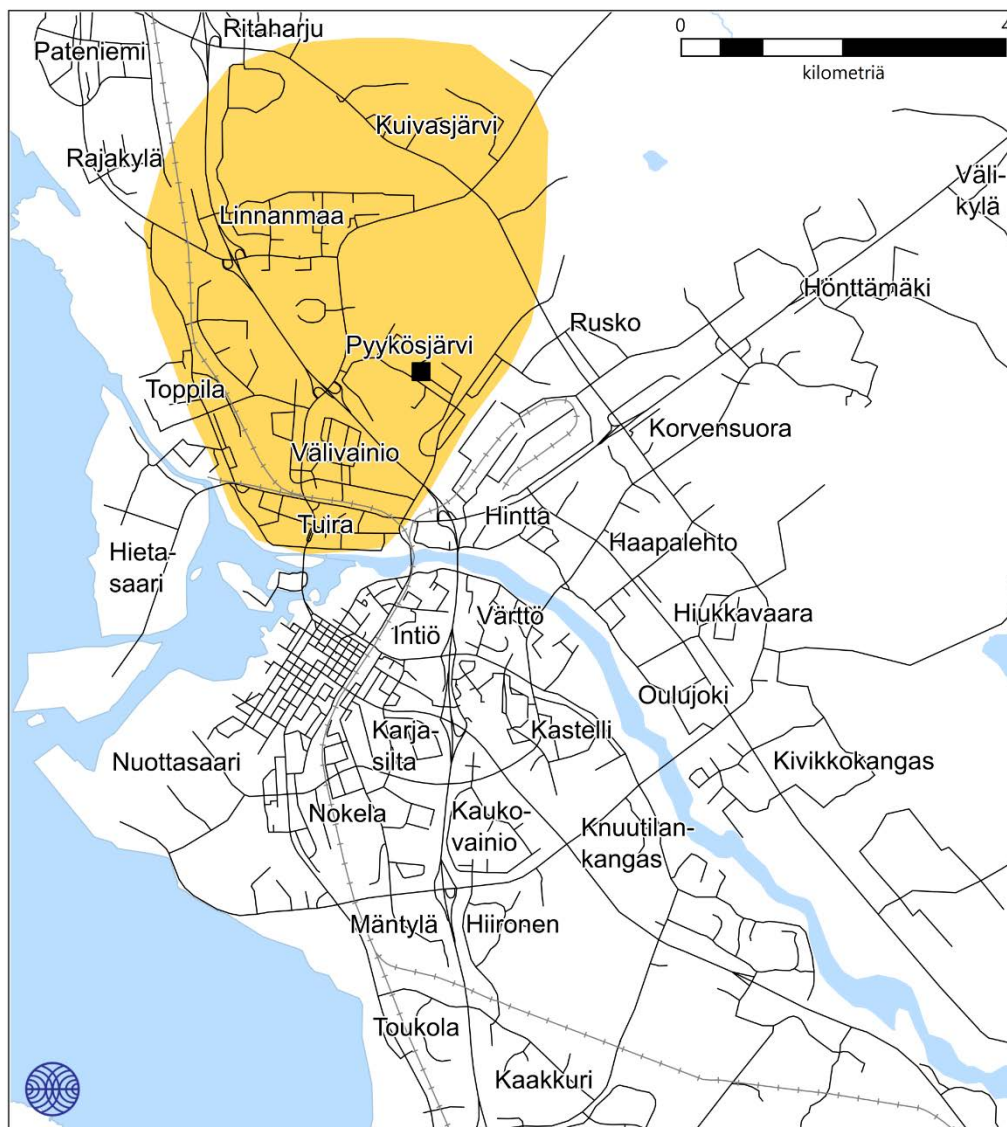 Ritaharju
Pateniemi
0
4
kilometriä
Kuivasjärvi
Rajakylä
Väli-
kylä
Linnanmaa
Hönttämäki
Rusko
Pyykösjärvi
Toppila
Korvensuora
Välivainio
Tuira
Hinttä
Haapalehto
Hieta-
saari
Hiukkavaara
Värttö
Intiö
Oulujoki
Karja-
silta
Kastelli
Nuottasaari
Kivikkokangas
Nokela
Kauko-
vainio
Knuutilan-
kangas
Mäntylä
Hiironen
Toukola
Kaakkuri